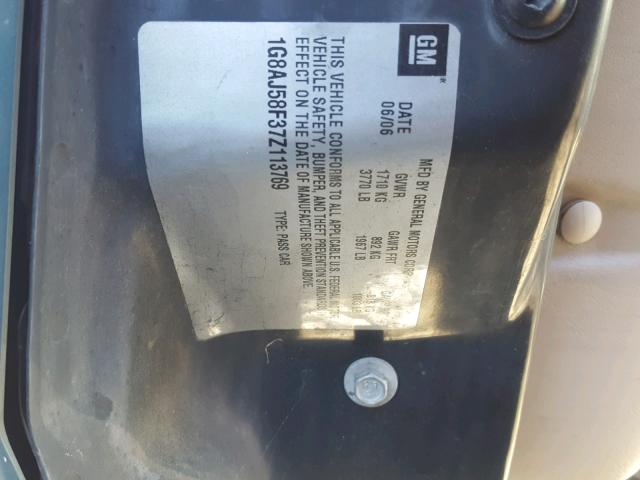 GM
MFD BY GENERAL MOTORS CORP
DATE GVWR GAWR FRT
06/06 1710 KG 892 KG
3770 LB 1967 LB
THIS VEHICLE CONFORMS TO ALL APPLICABLE U.S. FEDERAL MOTOR
VEHICLE SAFETY, BUMPER, AND THEFT PREVENTION STANDARDS
EFFECT ON THE DATE OF MANUFACTURE SHOWN ABOVE.
1G8AJ58F37Z113769 TYPE: PASS CAR